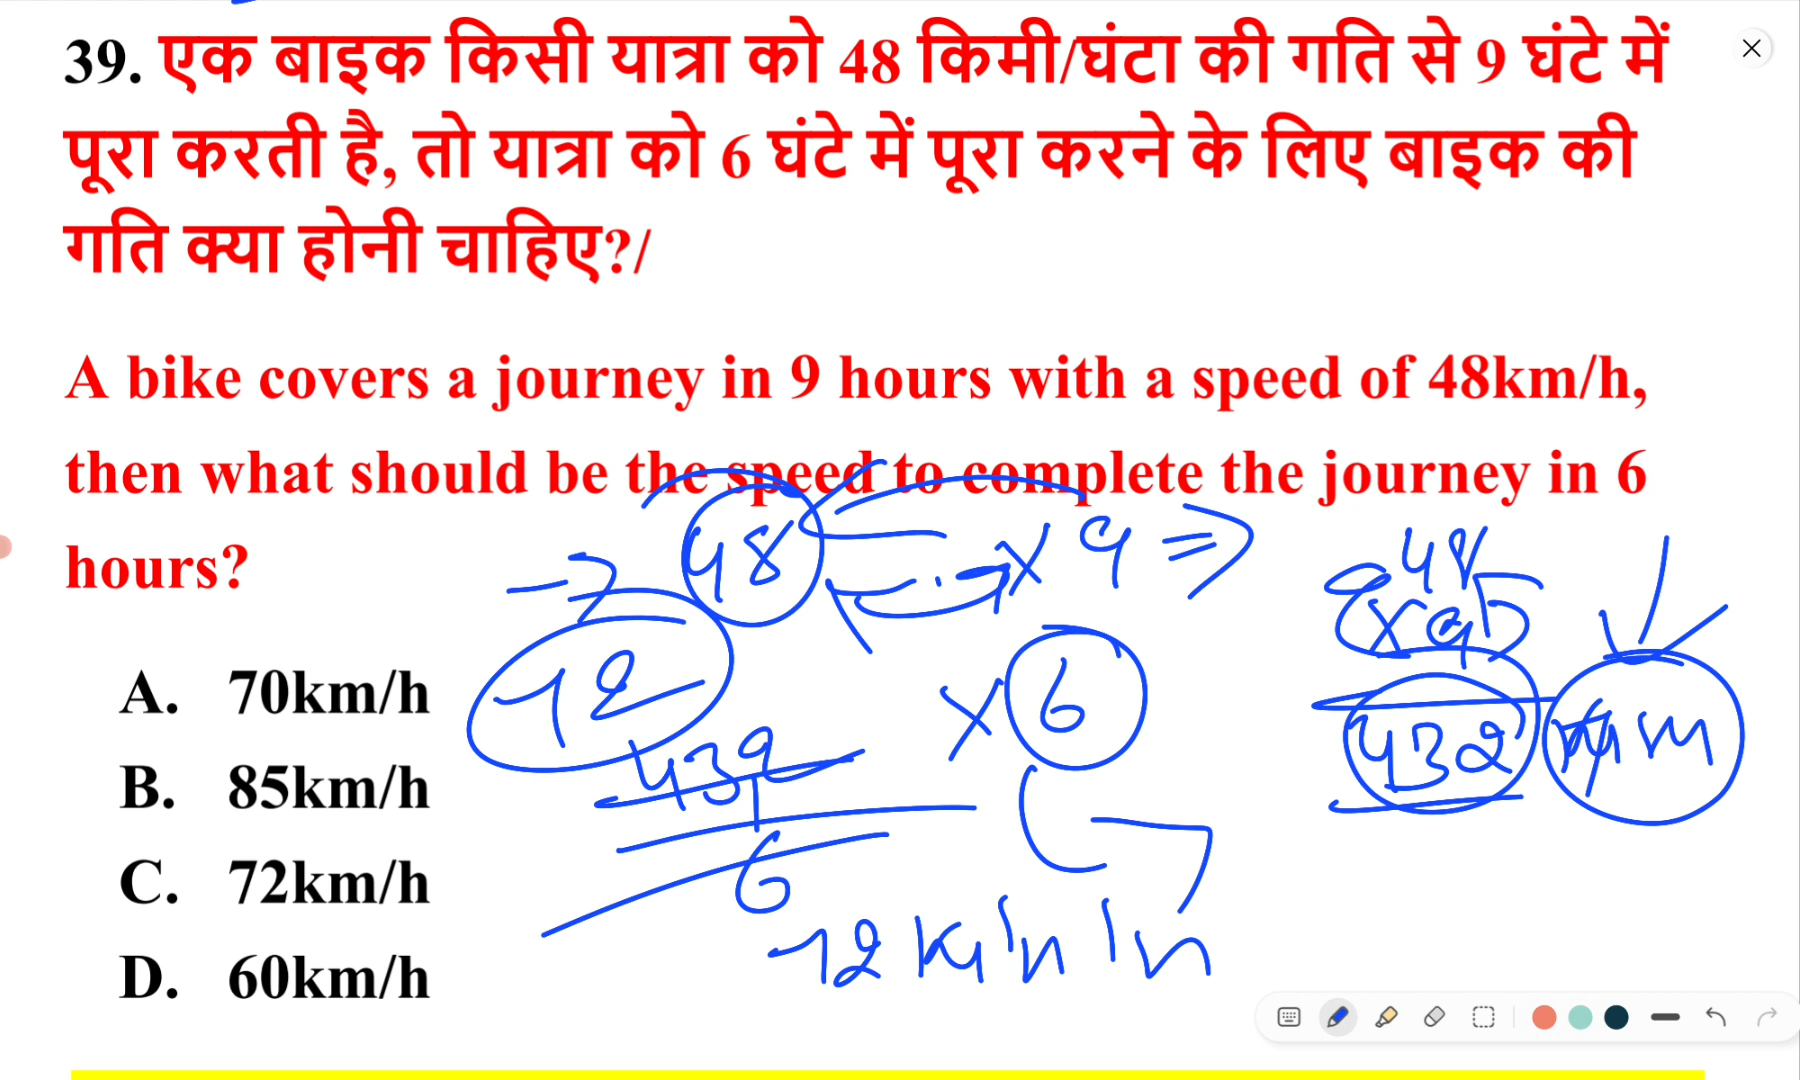 39. एक बाइक किसी यात्रा को 48 किमी/घंटा की गति से 9 घंटे में
पूरा करती है, तो यात्रा को 6 घंटे में पूरा करने के लिए बाइक की
गति क्या होनी चाहिए?/
A bike covers a journey in 9 hours with a speed of 48km/h,
then what should be the speed to complete the journey in 6
hours?
48 × 9 ⇒
48
×9
72
× 6
432
432
6
A. 70km/h
B. 85km/h
C. 72km/h
D. 60km/h
72